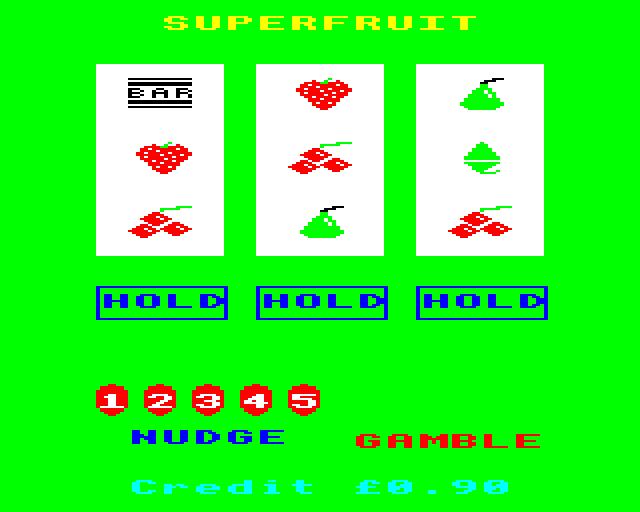 SUPERFRUIT
BAR
HOLD HOLD HOLD
1 2 3 4 5
NUDGE GAMBLE
Credit £0.90